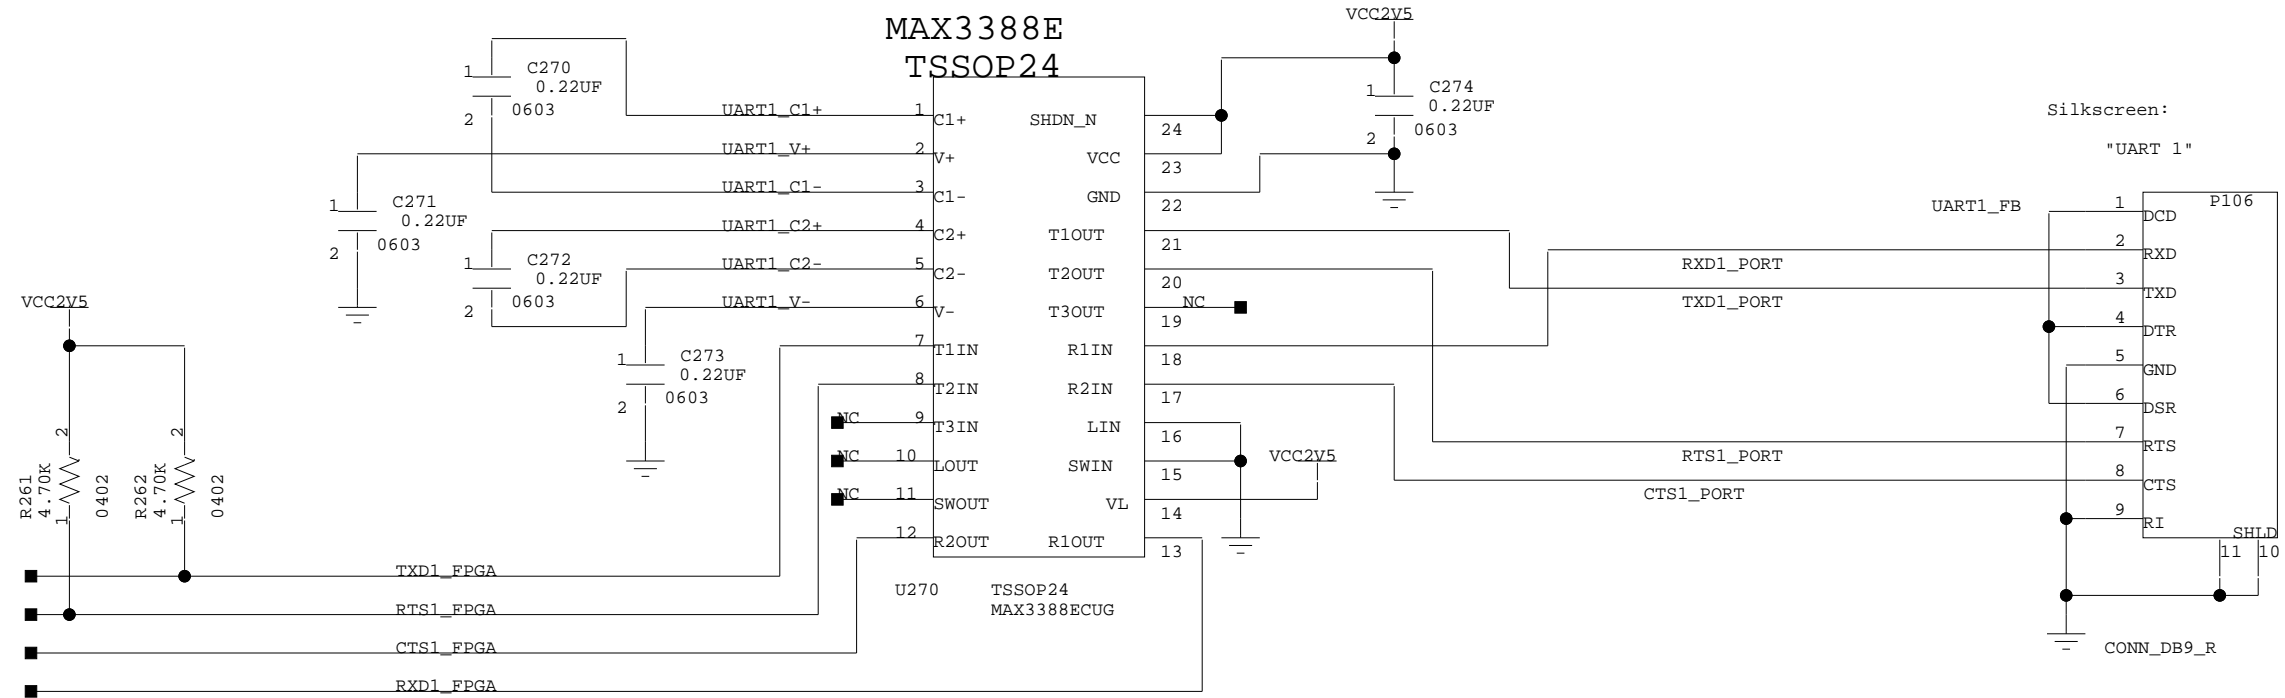 MAX3388E
TSSOP24
VCC2V5
1
C270
0.22UF
0603
2
1
C271
0.22UF
0603
2
1
C272
0.22UF
0603
2
1
C273
0.22UF
0603
2
1
C274
0.22UF
0603
2
UART1_C1+
UART1_V+
UART1_C1-
UART1_C2+
UART1_C2-
UART1_V-
1 C1+
2 V+
3 C1-
4 C2+
5 C2-
6 V-
7 T1IN
8 T2IN
NC 9 T3IN
NC 10 LOUT
NC 11 SWOUT
12 R2OUT
SHDN_N 24
VCC 23
GND 22
T1OUT 21
T2OUT 20
T3OUT 19 NC
R1IN 18
R2IN 17
LIN 16
SWIN 15
VL 14
R1OUT 13
VCC2V5
U270
TSSOP24
MAX3388ECUG
VCC2V5
2
R261
4.70K
0402
1
2
R262
4.70K
0402
1
TXD1_FPGA
RTS1_FPGA
CTS1_FPGA
RXD1_FPGA
Silkscreen:
"UART 1"
UART1_FB
RXD1_PORT
TXD1_PORT
RTS1_PORT
CTS1_PORT
P106
1 DCD
2 RXD
3 TXD
4 DTR
5 GND
6 DSR
7 RTS
8 CTS
9 RI
SHLD
11 10
CONN_DB9_R